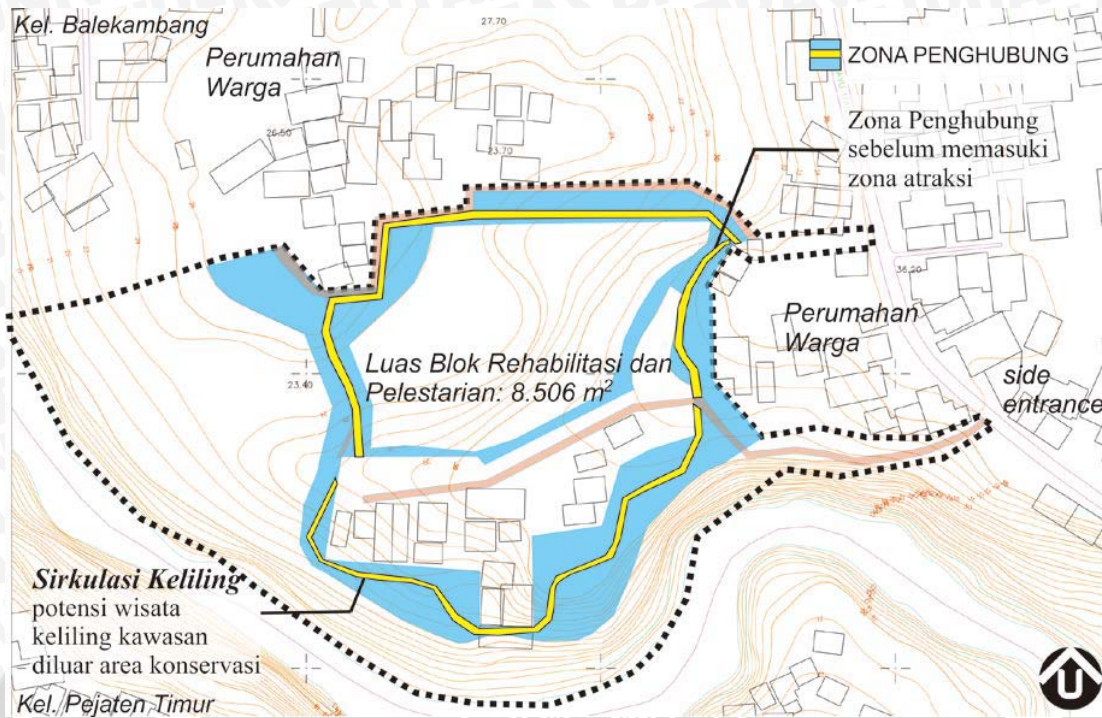 Kel. Balekambang
27.70
Perumahan
Warga
ZONA PENGHUBUNG
Zona Penghubung
sebelum memasuki
zona atraksi
26.50
23.70
36.20
Perumahan
Warga
23.40
Luas Blok Rehabilitasi dan
Pelestarian: 8.506 m²
side
entrance
Sirkulasi Keliling
potensi wisata
keliling kawasan
diluar area konservasi
Kel. Pejaten Timur
U